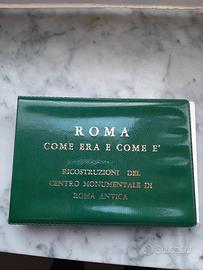 ROMA
COME ERA E COME E'
RICOSTRUZIONI DEL
CENTRO MONUMENTALE DI
ROMA ANTICA